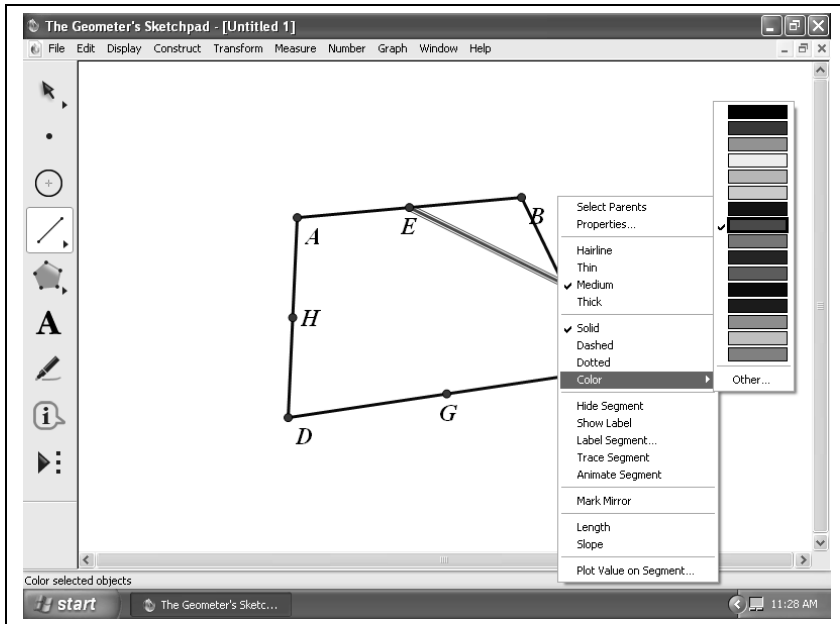 The Geometer's Sketchpad - [Untitled 1]
File Edit Display Construct Transform Measure Number Graph Window Help
A
E
B
H
D
G
A
i
Select Parents
Properties...
Hairline
Thin
Medium
Thick
Solid
Dashed
Dotted
Color
Other...
Hide Segment
Show Label
Label Segment...
Trace Segment
Animate Segment
Mark Mirror
Length
Slope
Plot Value on Segment...
Color selected objects
start
The Geometer's Sketc...
11:28 AM